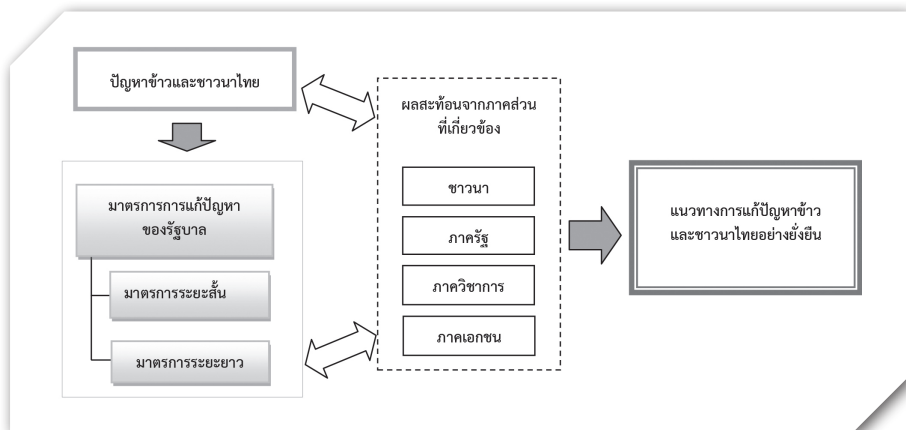 ปัญหาข้าวและชาวนาไทย
มาตรการการแก้ปัญหา
ของรัฐบาล
มาตรการระยะสั้น
มาตรการระยะยาว
ผลสะท้อนจากภาคส่วน
ที่เกี่ยวข้อง
ชาวนา
ภาครัฐ
ภาควิชาการ
ภาคเอกชน
แนวทางการแก้ปัญหาข้าว
และชาวนาไทยอย่างยั่งยืน